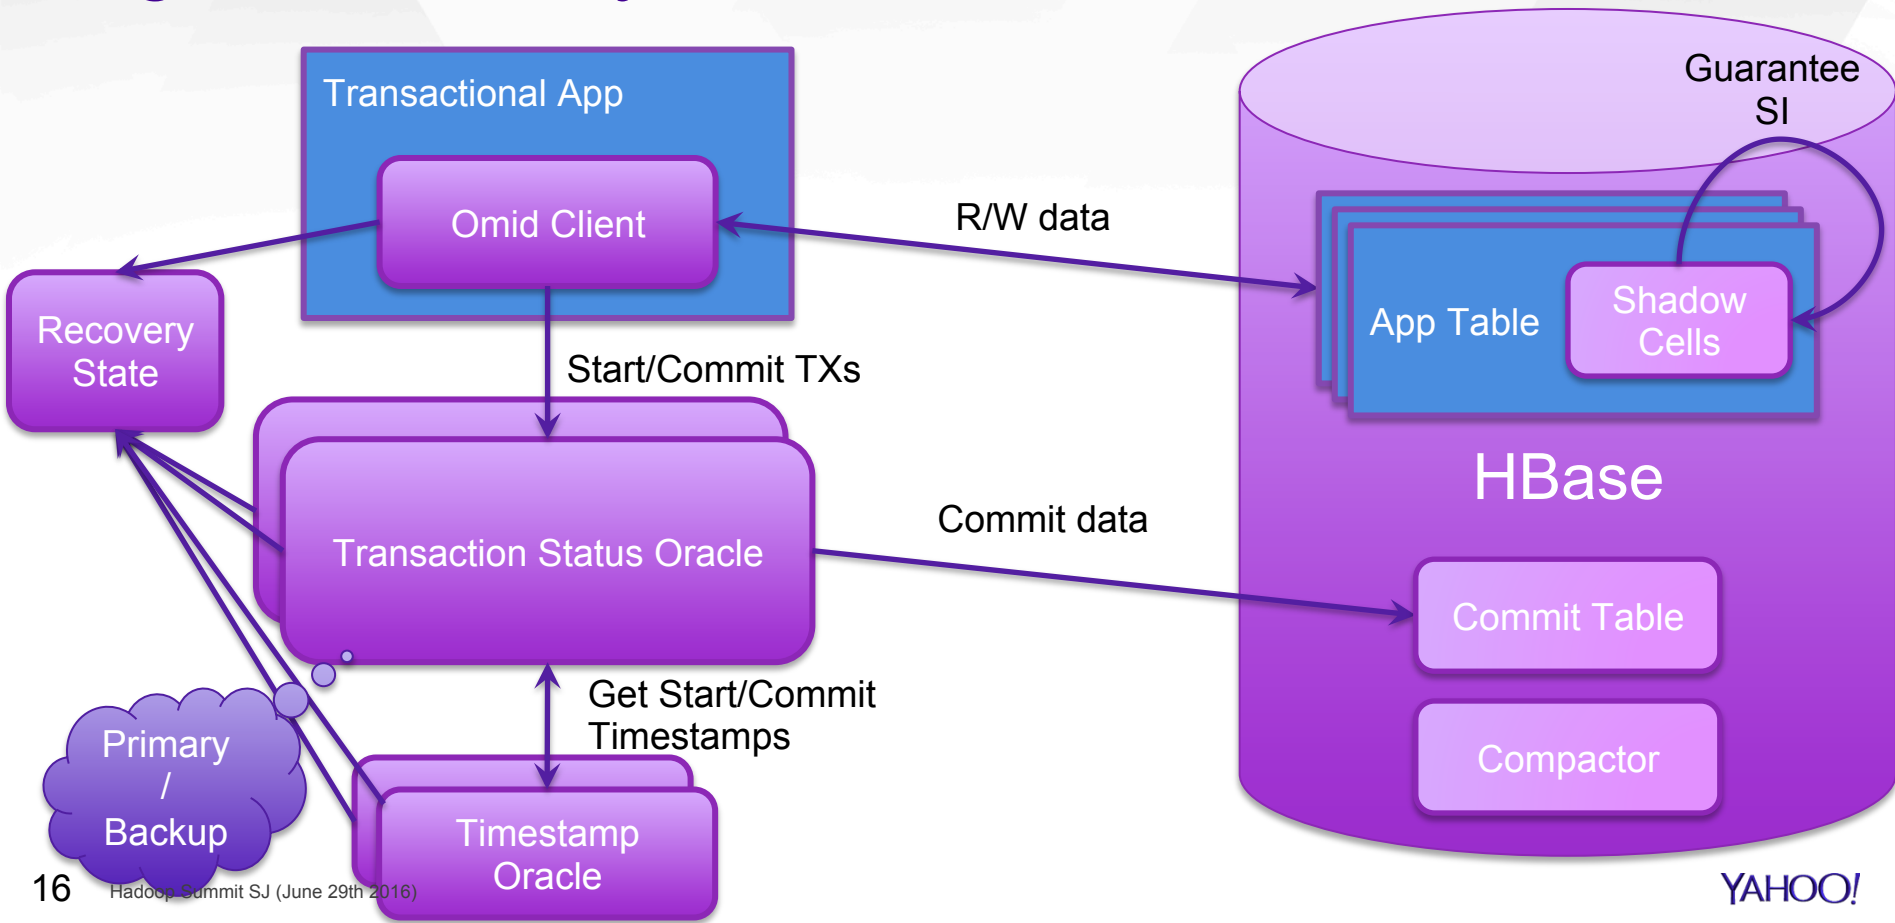 Transactional App
Guarantee
SI
Omid Client
R/W data
Recovery
State
App Table
Shadow
Cells
Start/Commit TXs
HBase
Transaction Status Oracle
Commit data
Commit Table
Get Start/Commit
Timestamps
Primary
/
Backup
Compactor
Timestamp
Oracle
16
Hadoop Summit SJ (June 29th 2016)
YAHOO!